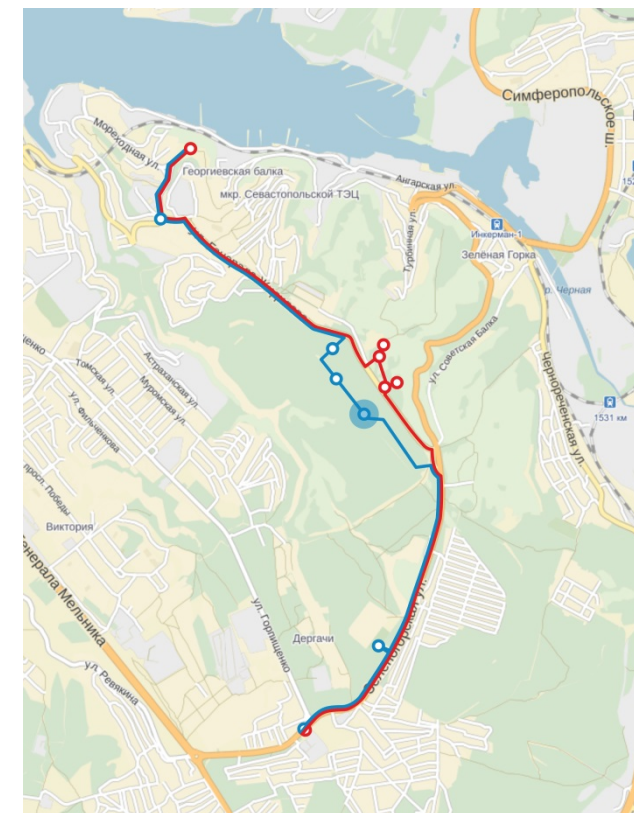 Симферопольское ш.
Мореходная ул.
Георгиевская балка
Ангарская ул.
мкр. Севастопольской ТЭЦ
Инкерман-1
Турбинная ул.
Зелёная Горка
р. Черная
ул. Советская Балка
Чернореченская ул.
Астраханская ул.
Томская ул.
Муромская ул.
ул. Фильченкова
1531 км
просп. Победы
Виктория
Генерала Мельника
ул. Горпищенко
Дергачи
Зеленогорская ул.
ул. Ревякина